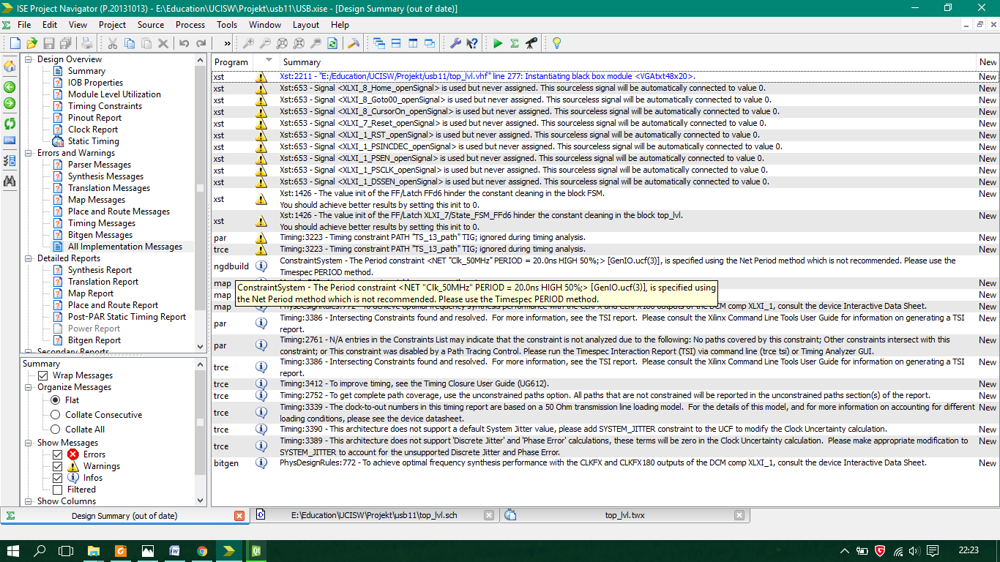 ISE Project Navigator (P.20131013) - E:\Education\UCISW\Projekt\usb11\USB.xise - [Design Summary (out of date)]
File Edit View Project Source Process Tools Window Layout Help
Design Overview
Summary
IOB Properties
Module Level Utilization
Timing Constraints
Pinout Report
Clock Report
Static Timing
Errors and Warnings
Parser Messages
Synthesis Messages
Translation Messages
Map Messages
Place and Route Messages
Timing Messages
Bitgen Messages
All Implementation Messages
Detailed Reports
Synthesis Report
Translation Report
Map Report
Place and Route Report
Post-PAR Static Timing Report
Power Report
Bitgen Report
Secondary Reports
Summary
Wrap Messages
Organize Messages
Flat
Collate Consecutive
Collate All
Show Messages
Errors
Warnings
Infos
Filtered
Show Columns
Program Summary New
xst Xst:2211 - "E:/Education/UCISW/Projekt/usb11/top_lvl.vhf" line 277: Instantiating black box module <VGAtxt48x20>. New
xst Xst:653 - Signal <XLXI_8_Home_openSignal> is used but never assigned. This sourceless signal will be automatically connected to value 0. New
xst Xst:653 - Signal <XLXI_8_Goto00_openSignal> is used but never assigned. This sourceless signal will be automatically connected to value 0. New
xst Xst:653 - Signal <XLXI_8_CursorOn_openSignal> is used but never assigned. This sourceless signal will be automatically connected to value 0. New
xst Xst:653 - Signal <XLXI_7_Reset_openSignal> is used but never assigned. This sourceless signal will be automatically connected to value 0. New
xst Xst:653 - Signal <XLXI_1_RST_openSignal> is used but never assigned. This sourceless signal will be automatically connected to value 0. New
xst Xst:653 - Signal <XLXI_1_PSINCDEC_openSignal> is used but never assigned. This sourceless signal will be automatically connected to value 0. New
xst Xst:653 - Signal <XLXI_1_PSEN_openSignal> is used but never assigned. This sourceless signal will be automatically connected to value 0. New
xst Xst:653 - Signal <XLXI_1_PSCLK_openSignal> is used but never assigned. This sourceless signal will be automatically connected to value 0. New
xst Xst:653 - Signal <XLXI_1_DSSEN_openSignal> is used but never assigned. This sourceless signal will be automatically connected to value 0. New
xst Xst:1426 - The value init of the FF/Latch FFd6 hinder the constant cleaning in the block FSM. New
You should achieve better results by setting this init to 0.
xst Xst:1426 - The value init of the FF/Latch XLXI_7/State_FSM_FFd6 hinder the constant cleaning in the block top_lvl. New
You should achieve better results by setting this init to 0.
par Timing:3223 - Timing constraint PATH "TS_13_path" TIG; ignored during timing analysis. New
trce Timing:3223 - Timing constraint PATH "TS_13_path" TIG; ignored during timing analysis. New
ngdbuild ConstraintSystem - The Period constraint <NET "Clk_50MHz" PERIOD = 20.0ns HIGH 50%;> [GenIO.ucf(3)], is specified using the Net Period method which is not recommended. Please use the New
Timespec PERIOD method.
map New
ConstraintSystem - The Period constraint <NET "Clk_50MHz" PERIOD = 20.0ns HIGH 50%;> [GenIO.ucf(3)], is specified using
map New
the Net Period method which is not recommended. Please use the Timespec PERIOD method.
map PhysDesignRules:772 - To achieve optimal frequency synthesis performance with the CLKFX and CLKFX180 outputs of the DCM comp XLXI_1, consult the device Interactive Data Sheet. New
par Timing:3386 - Intersecting Constraints found and resolved. For more information, see the TSI report. Please consult the Xilinx Command Line Tools User Guide for information on generating a TSI New
report.
par Timing:2761 - N/A entries in the Constraints List may indicate that the constraint is not analyzed due to the following: No paths covered by this constraint; Other constraints intersect with this New
constraint; or This constraint was disabled by a Path Tracing Control. Please run the Timespec Interaction Report (TSI) via command line (trce tsi) or Timing Analyzer GUI.
trce Timing:3386 - Intersecting Constraints found and resolved. For more information, see the TSI report. Please consult the Xilinx Command Line Tools User Guide for information on generating a TSI New
report.
trce Timing:3412 - To improve timing, see the Timing Closure User Guide (UG612). New
trce Timing:2752 - To get complete path coverage, use the unconstrained paths option. All paths that are not constrained will be reported in the unconstrained paths section(s) of the report. New
trce Timing:3339 - The clock-to-out numbers in this timing report are based on a 50 Ohm transmission line loading model. For the details of this model, and for more information on accounting for different New
loading conditions, please see the device datasheet.
trce Timing:3390 - This architecture does not support a default System Jitter value, please add SYSTEM_JITTER constraint to the UCF to modify the Clock Uncertainty calculation. New
trce Timing:3389 - This architecture does not support 'Discrete Jitter' and 'Phase Error' calculations, these terms will be zero in the Clock Uncertainty calculation. Please make appropriate modification to New
SYSTEM_JITTER to account for the unsupported Discrete Jitter and Phase Error.
bitgen PhysDesignRules:772 - To achieve optimal frequency synthesis performance with the CLKFX and CLKFX180 outputs of the DCM comp XLXI_1, consult the device Interactive Data Sheet. New
Design Summary (out of date) E:\Education\UCISW\Projekt\usb11\top_lvl.sch top_lvl.twx
22:23